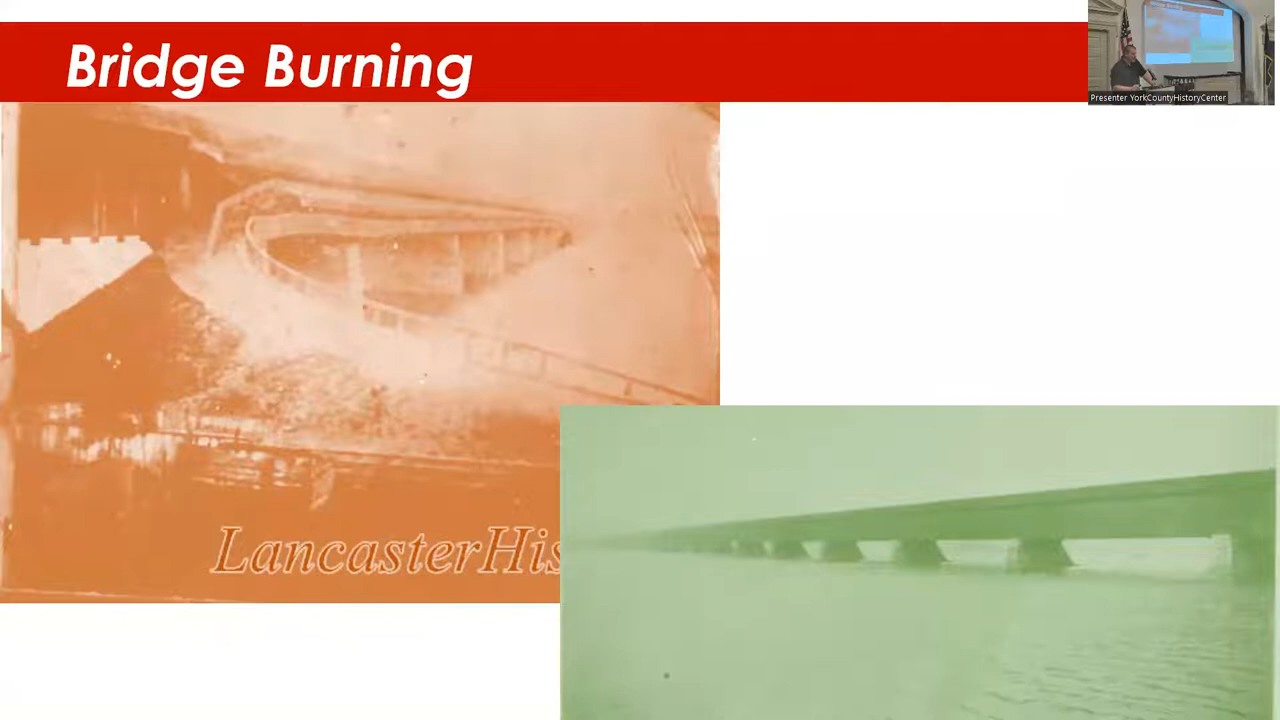 Bridge Burning
Presenter YorkCountyHistoryCenter
LancasterHis